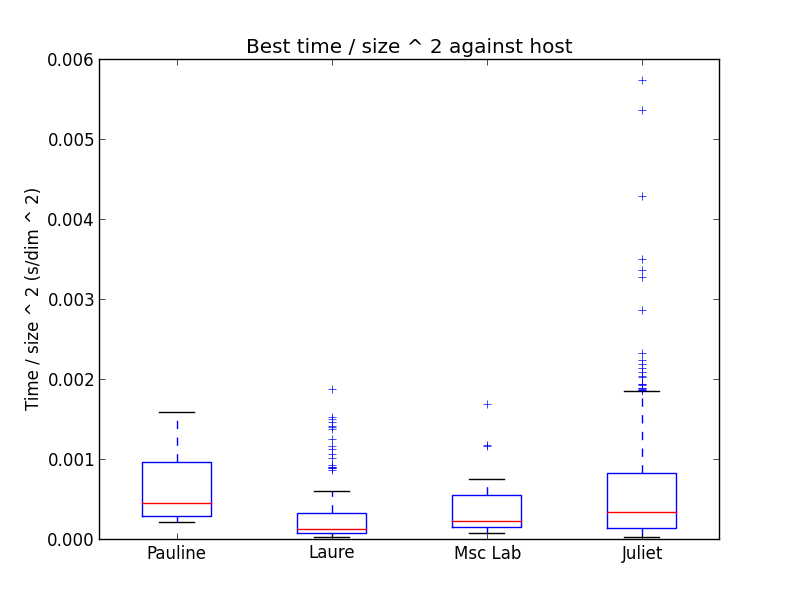 Best time / size ^ 2 against host
Time / size ^ 2 (s/dim ^ 2)
0.006
0.005
0.004
0.003
0.002
0.001
0.000
Pauline Laure Msc Lab Juliet